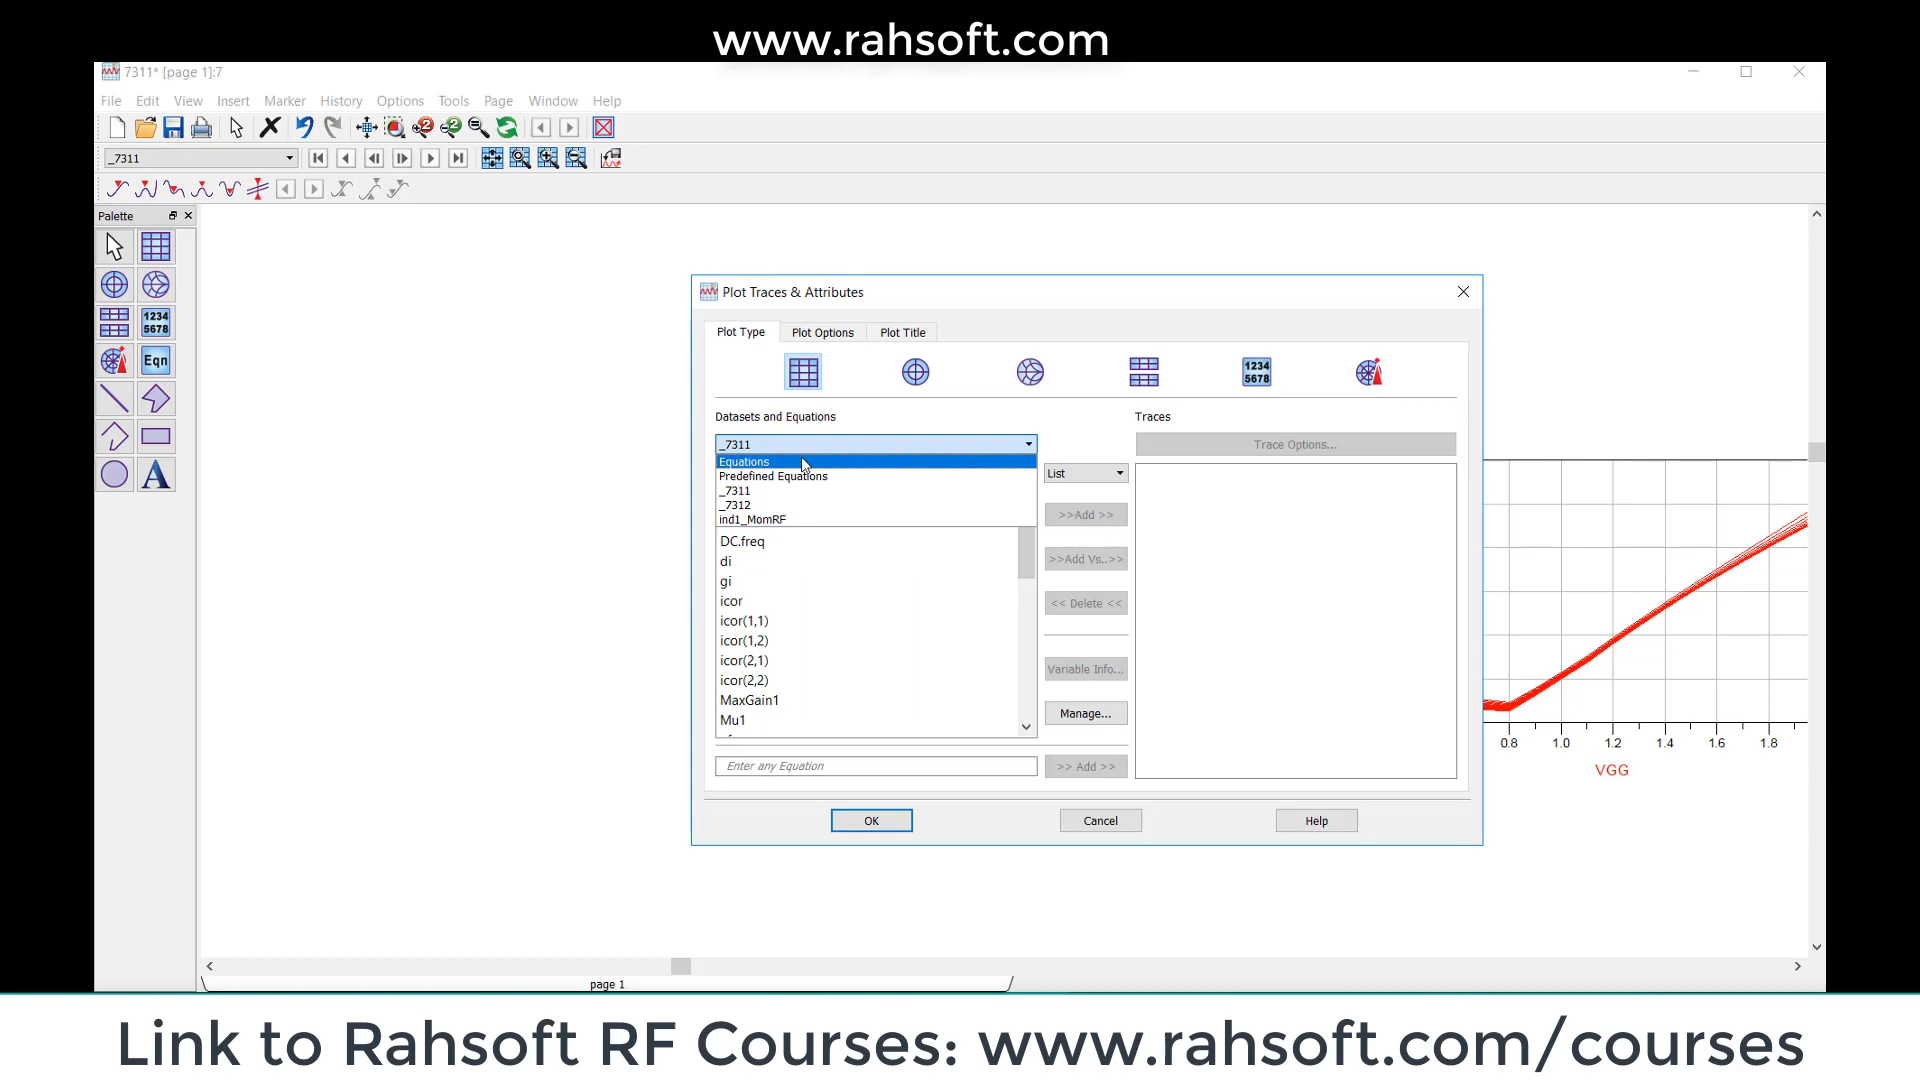 www.rahsoft.com
7311* [page 1]:7
File Edit View Insert Marker History Options Tools Page Window Help
_7311
Palette
1234
5678
Eqn
A
Plot Traces & Attributes
Plot Type Plot Options Plot Title
1234
5678
Datasets and Equations
Traces
_7311
Trace Options...
Equations
Predefined Equations
_7311
_7312
ind1_MomRF
List
>>Add >>
DC.freq
di
gi
icor
icor(1,1)
icor(1,2)
icor(2,1)
icor(2,2)
MaxGain1
Mu1
>>Add Vs..>>
<< Delete <<
Variable Info...
Manage...
Enter any Equation
>> Add >>
OK Cancel Help
0.8 1.0 1.2 1.4 1.6 1.8
VGG
page 1
Link to Rahsoft RF Courses: www.rahsoft.com/courses